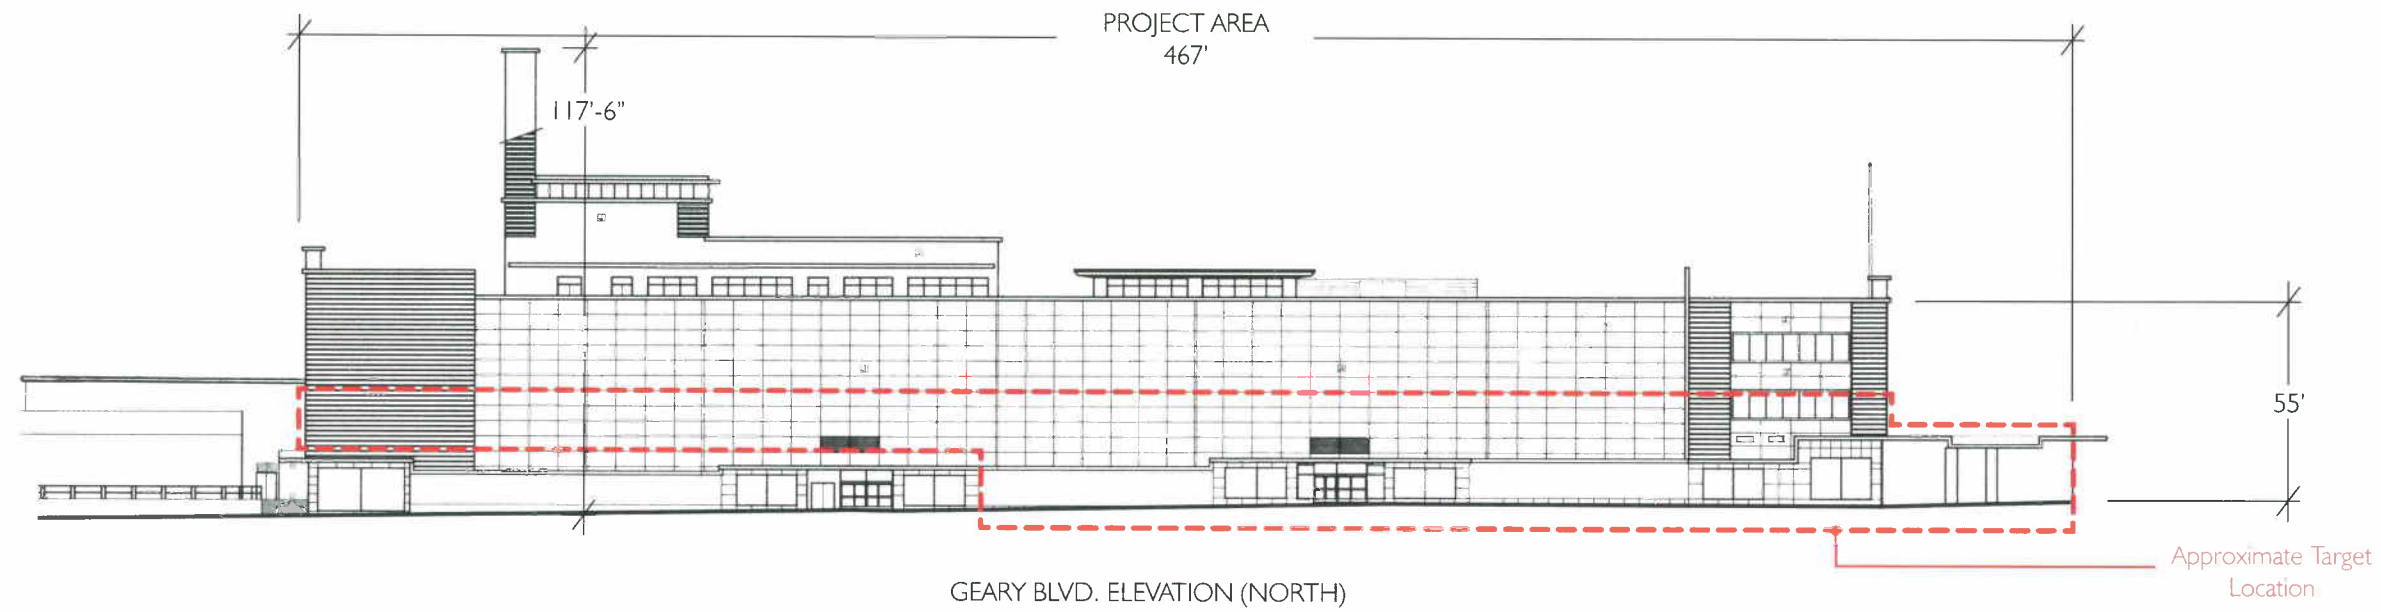 PROJECT AREA
467'
117'-6"
55'
Approximate Target
Location
GEARY BLVD. ELEVATION (NORTH)